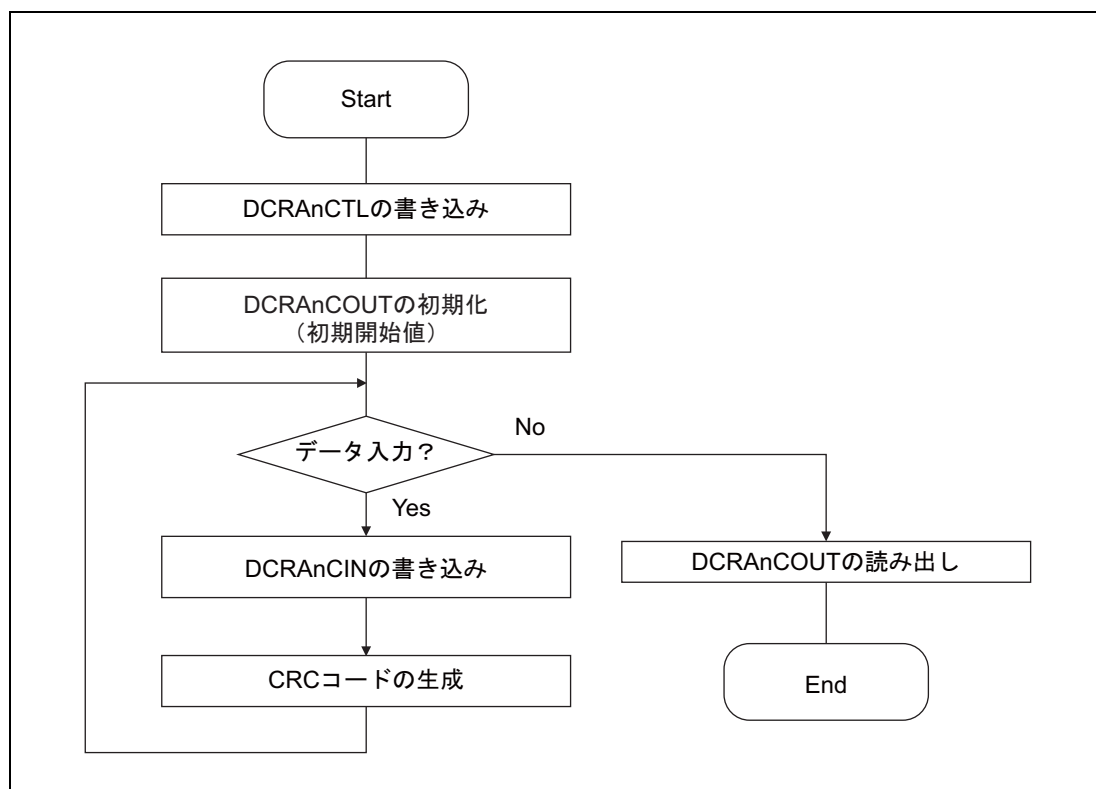 Start
DCRAnCTLの書き込み
DCRAnCOUTの初期化
（初期開始値）
データ入力？
No
Yes
DCRAnCINの書き込み
DCRAnCOUTの読み出し
CRCコードの生成
End